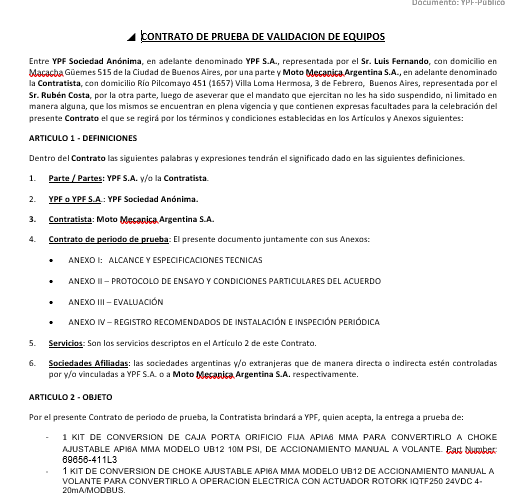 Documento: YPF-Público
CONTRATO DE PRUEBA DE VALIDACION DE EQUIPOS
Entre YPF Sociedad Anónima, en adelante denominado YPF S.A., representada por el Sr. Luis Fernando, con domicilio en
Macacha Güemes 515 de la Ciudad de Buenos Aires, por una parte y Moto Mecanica Argentina S.A., en adelante denominado
la Contratista, con domicilio Río Pilcomayo 451 (1657) Villa Loma Hermosa, 3 de Febrero, Buenos Aires, representada por el
Sr. Rubén Costa, por la otra parte, luego de aseverar que el mandato que ejercitan no les ha sido suspendido, ni limitado en
manera alguna, que los mismos se encuentran en plena vigencia y que contienen expresas facultades para la celebración del
presente Contrato el que se regirá por los términos y condiciones establecidas en los Artículos y Anexos siguientes:
ARTICULO 1 - DEFINICIONES
Dentro del Contrato las siguientes palabras y expresiones tendrán el significado dado en las siguientes definiciones.
1. Parte / Partes: YPF S.A. y/o la Contratista.
2. YPF o YPF S.A.: YPF Sociedad Anónima.
3. Contratista: Moto Mecanica Argentina S.A.
4. Contrato de periodo de prueba: El presente documento juntamente con sus Anexos:
• ANEXO I: ALCANCE Y ESPECIFICACIONES TECNICAS
• ANEXO II – PROTOCOLO DE ENSAYO Y CONDICIONES PARTICULARES DEL ACUERDO
• ANEXO III – EVALUACIÓN
• ANEXO IV – REGISTRO RECOMENDADOS DE INSTALACIÓN E INSPECIÓN PERIÓDICA
5. Servicios: Son los servicios descriptos en el Artículo 2 de este Contrato.
6. Sociedades Afiliadas: las sociedades argentinas y/o extranjeras que de manera directa o indirecta estén controladas
por y/o vinculadas a YPF S.A. o a Moto Mecanica Argentina S.A. respectivamente.
ARTICULO 2 - OBJETO
Por el presente Contrato de periodo de prueba, la Contratista brindará a YPF, quien acepta, la entrega a prueba de:
- 1 KIT DE CONVERSION DE CAJA PORTA ORIFICIO FIJA APIA6 MMA PARA CONVERTIRLO A CHOKE
AJUSTABLE API6A MMA MODELO UB12 10M PSI, DE ACCIONAMIENTO MANUAL A VOLANTE. Part Number:
69656-411L3
- 1 KIT DE CONVERSION DE CHOKE AJUSTABLE API6A MMA MODELO UB12 DE ACCIONAMIENTO MANUAL A
VOLANTE PARA CONVERTIRLO A OPERACION ELECTRICA CON ACTUADOR ROTORK IQTF250 24VDC 4-
20mA/MODBUS.